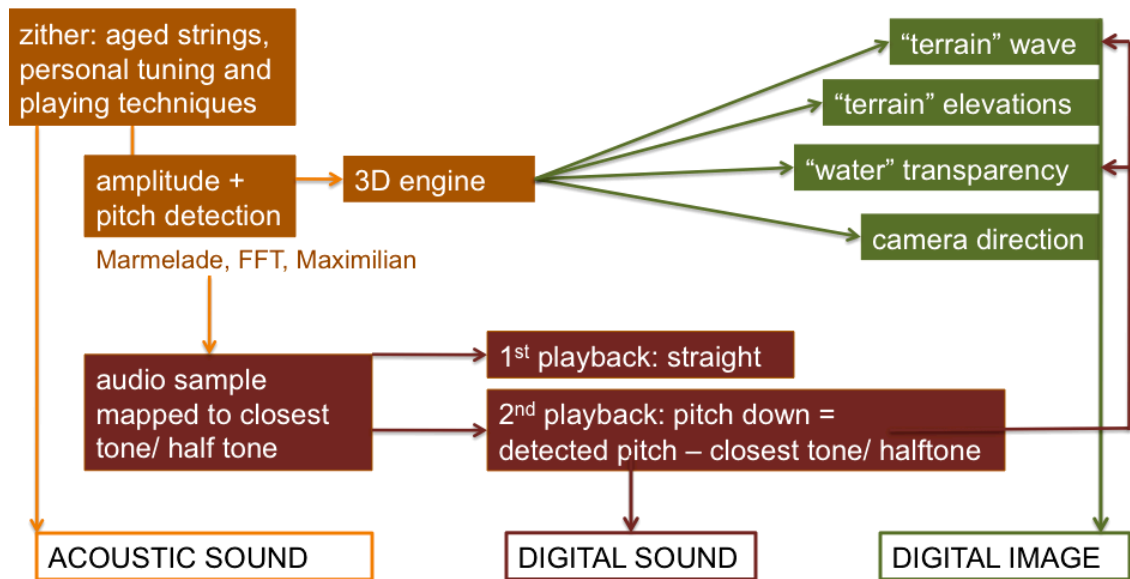 zither: aged strings,
personal tuning and
playing techniques
amplitude +
pitch detection
3D engine
“terrain” wave
“terrain” elevations
“water” transparency
camera direction
Marmelade, FFT, Maximilian
audio sample
mapped to closest
tone/ half tone
1st playback: straight
2nd playback: pitch down =
detected pitch – closest tone/ halftone
ACOUSTIC SOUND
DIGITAL SOUND
DIGITAL IMAGE